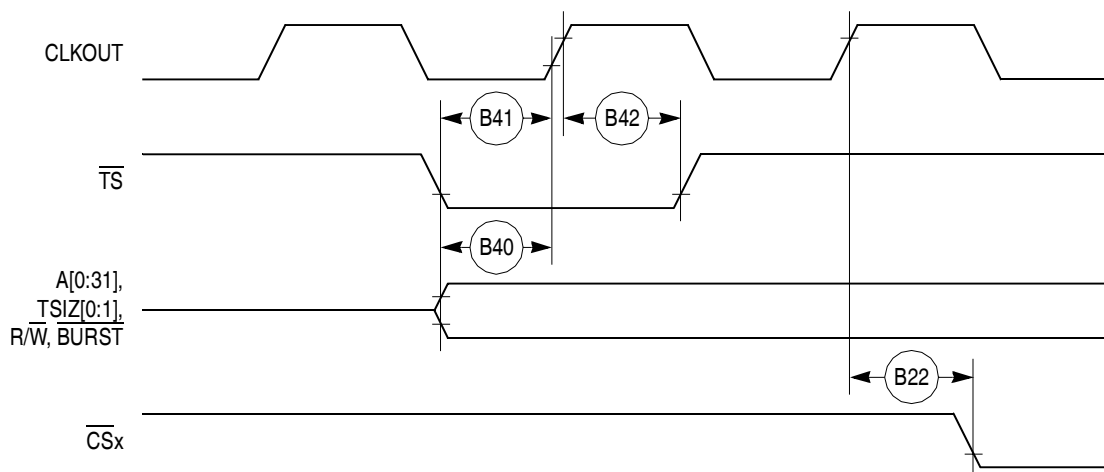 CLKOUT
B41
B42
TS
B40
A[0:31],
TSIZ[0:1],
R/W, BURST
B22
CSx